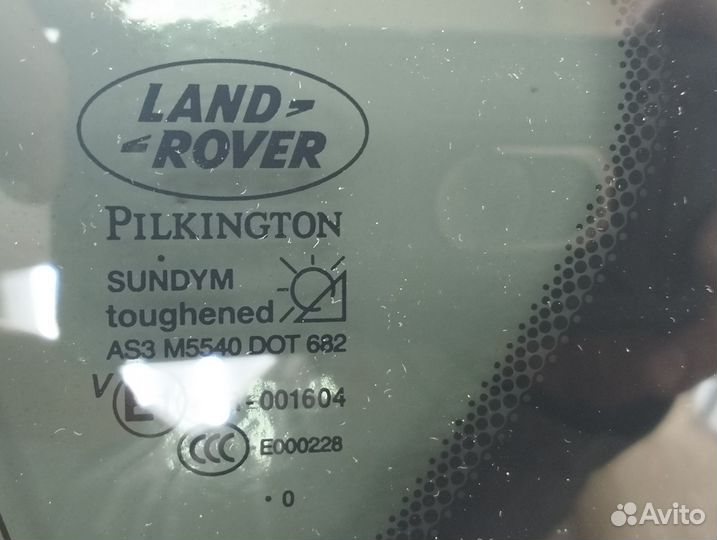 LAND
ROVER
PILKINGTON
SUNDYM
toughened
AS3 M5540 DOT 682
V E -001604
CCC E000228
. 0
Avito